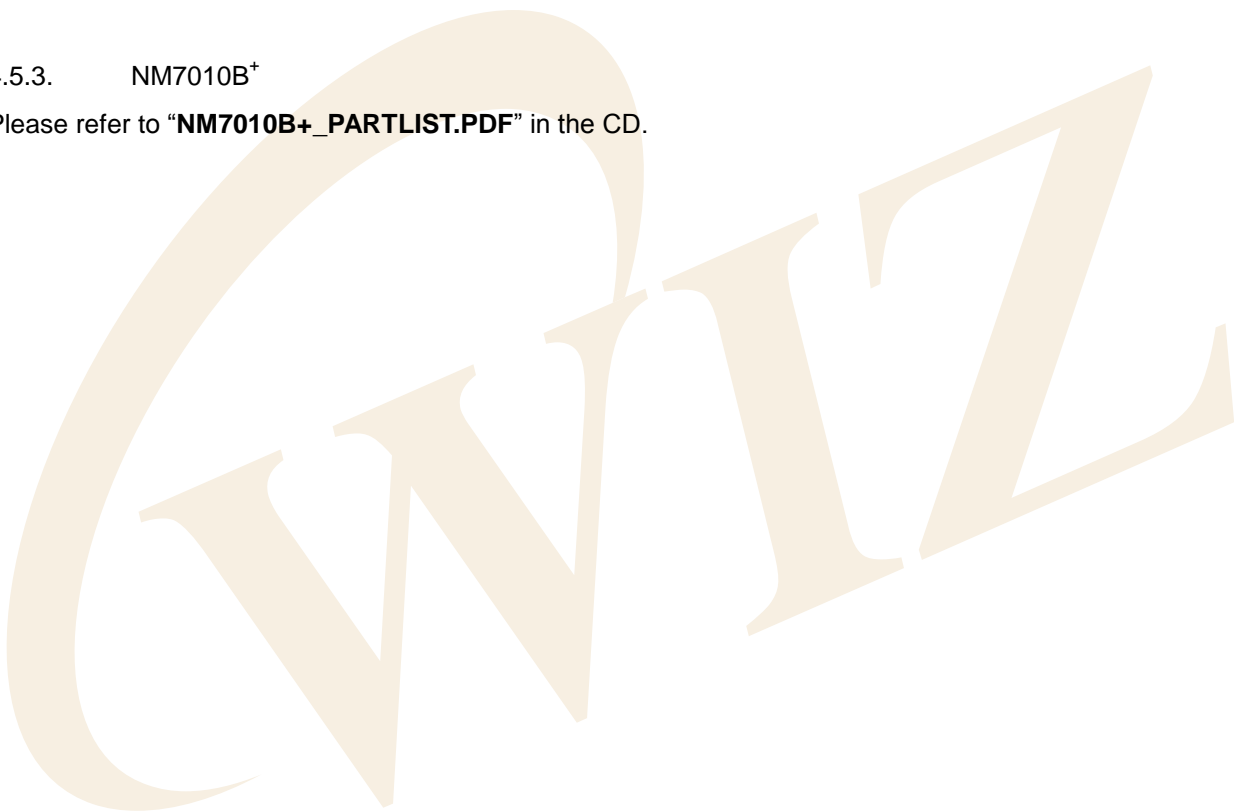 .5.3. NM7010B⁺
Please refer to “NM7010B+_PARTLIST.PDF” in the CD.
WIZ